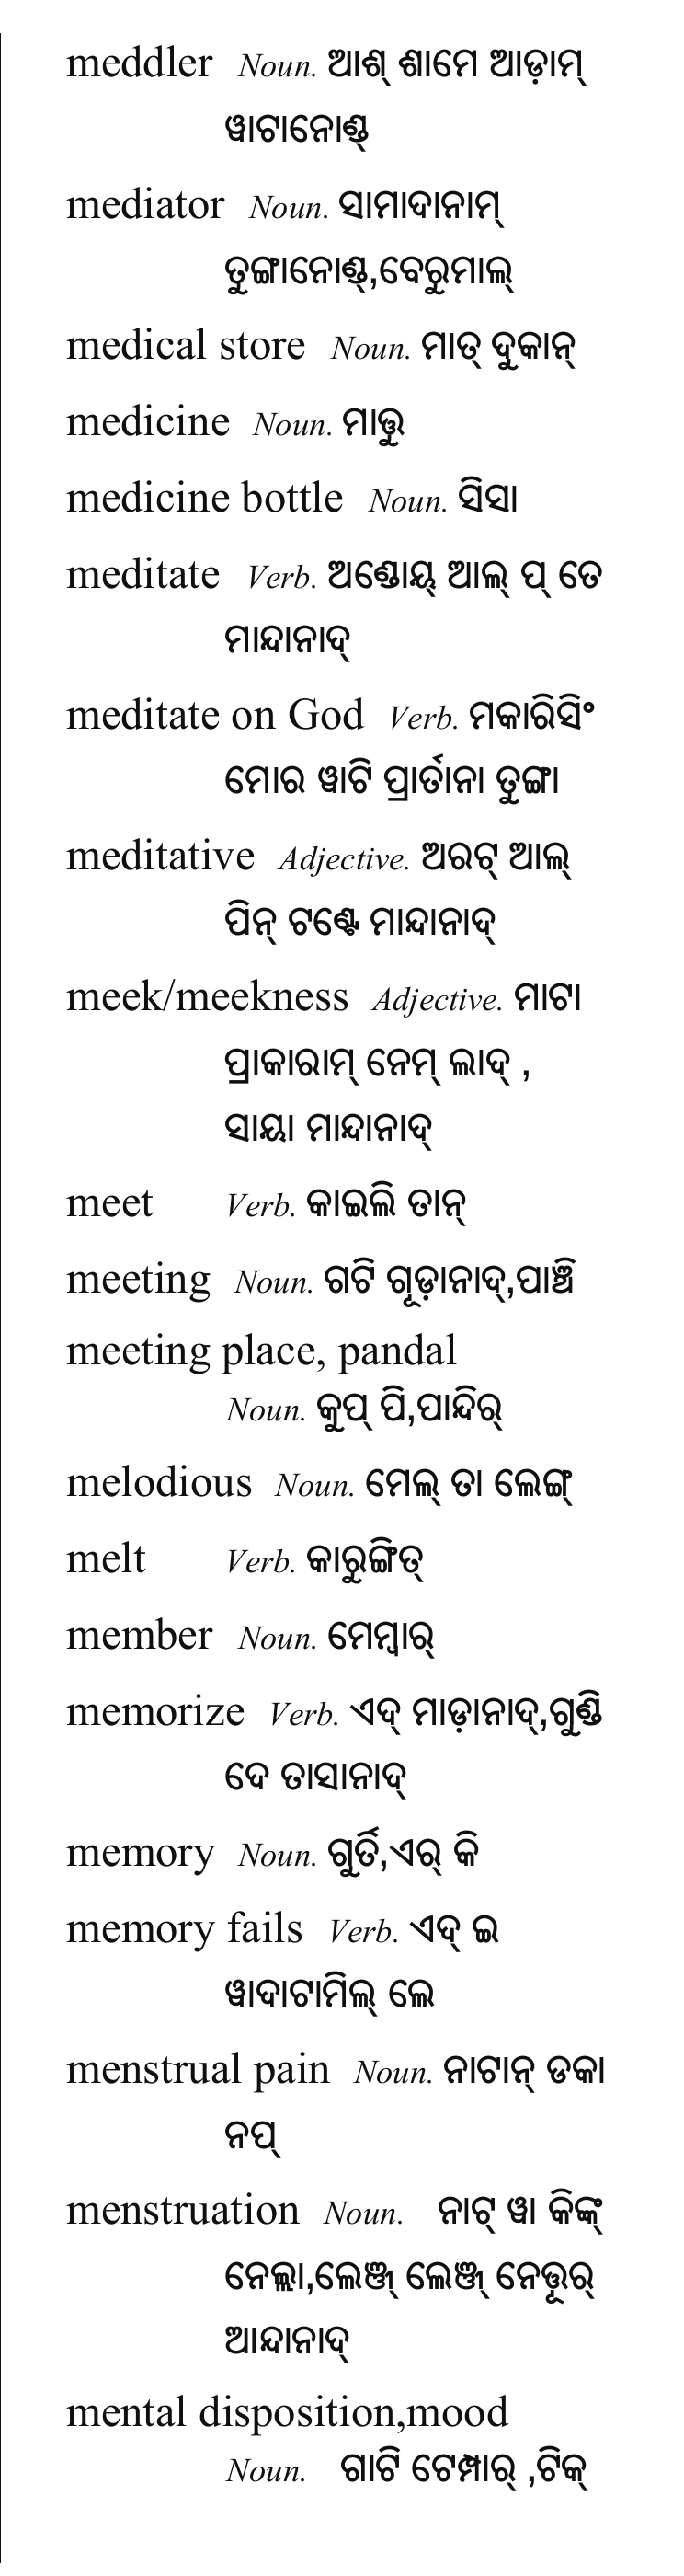 meddler Noun. ଆଶ୍ ଶାମେ ଆଡ଼ାମ୍
ୱାଟାନୋଣ୍ଡ୍
mediator Noun. ସାମାଦାନାମ୍
ତୁଙ୍ଗାନୋଣ୍ଡ୍,ବେରୁମାଲ୍
medical store Noun. ମାତ୍ ଦୁକାନ୍
medicine Noun. ମାତ୍ତୁ
medicine bottle Noun. ସିସା
meditate Verb. ଅଣ୍ଡୋୟ୍ ଆଲ୍ ପ୍ ତେ
ମାନ୍ଦାନାଦ୍
meditate on God Verb. ମକାରିସିଂ
ମୋର ୱାଟି ପ୍ରାର୍ତାନା ତୁଙ୍ଗା
meditative Adjective. ଅରଟ୍ ଆଲ୍
ପିନ୍ ଟଣ୍ଟେ ମାନ୍ଦାନାଦ୍
meek/meekness Adjective. ମାଟା
ପ୍ରାକାରାମ୍ ନେମ୍ ଲାଦ୍ ,
ସାୟା ମାନ୍ଦାନାଦ୍
meet Verb. କାଇଲି ତାନ୍
meeting Noun. ଗଟି ଗୂଡ଼ାନାଦ୍,ପାଞ୍ଚି
meeting place, pandal
Noun. କୁପ୍ ପି,ପାନ୍ଦିର୍
melodious Noun. ମେଲ୍ ତା ଲେଙ୍ଗ୍
melt Verb. କାରୁଙ୍ଗିତ୍
member Noun. ମେମ୍ବାର୍
memorize Verb. ଏଦ୍ ମାଡ଼ାନାଦ୍,ଗୁଣ୍ଡି
ଦେ ତାସାନାଦ୍
memory Noun. ଗୁର୍ତି,ଏର୍ କି
memory fails Verb. ଏଦ୍ ଇ
ୱାଦାଟାମିଲ୍ ଲେ
menstrual pain Noun. ନାଟାନ୍ ଡକା
ନପ୍
menstruation Noun. ନାଟ୍ ୱା କିଙ୍କ୍
ନେଲ୍ଲା,ଲେଞ୍ଜ୍ ଲେଞ୍ଜ୍ ନେତ୍ତୂର୍
ଆନ୍ଦାନାଦ୍
mental disposition,mood
Noun. ଗାଟି ଟେମ୍ପାର୍ ,ଟିକ୍